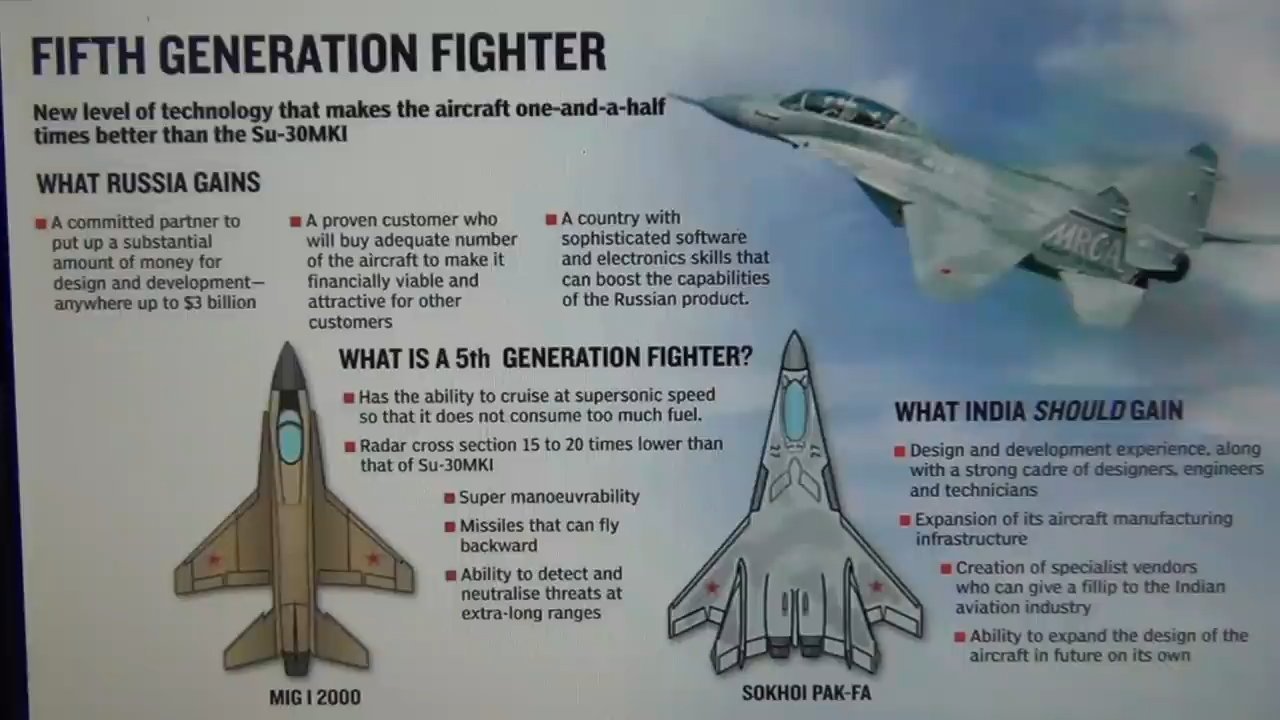 FIFTH GENERATION FIGHTER
New level of technology that makes the aircraft one-and-a-half
times better than the Su-30MKI
WHAT RUSSIA GAINS
A committed partner to
put up a substantial
amount of money for
design and development—
anywhere up to $3 billion
A proven customer who
will buy adequate number
of the aircraft to make it
financially viable and
attractive for other
customers
A country with
sophisticated software
and electronics skills that
can boost the capabilities
of the Russian product.
MRCA
WHAT IS A 5th GENERATION FIGHTER?
Has the ability to cruise at supersonic speed
so that it does not consume too much fuel.
Radar cross section 15 to 20 times lower than
that of Su-30MKI
Super manoeuvrability
Missiles that can fly
backward
Ability to detect and
neutralise threats at
extra-long ranges
WHAT INDIA SHOULD GAIN
Design and development experience, along
with a strong cadre of designers, engineers
and technicians
Expansion of its aircraft manufacturing
infrastructure
Creation of specialist vendors
who can give a fillip to the Indian
aviation industry
Ability to expand the design of the
aircraft in future on its own
MIG I 2000
SOKHOI PAK-FA